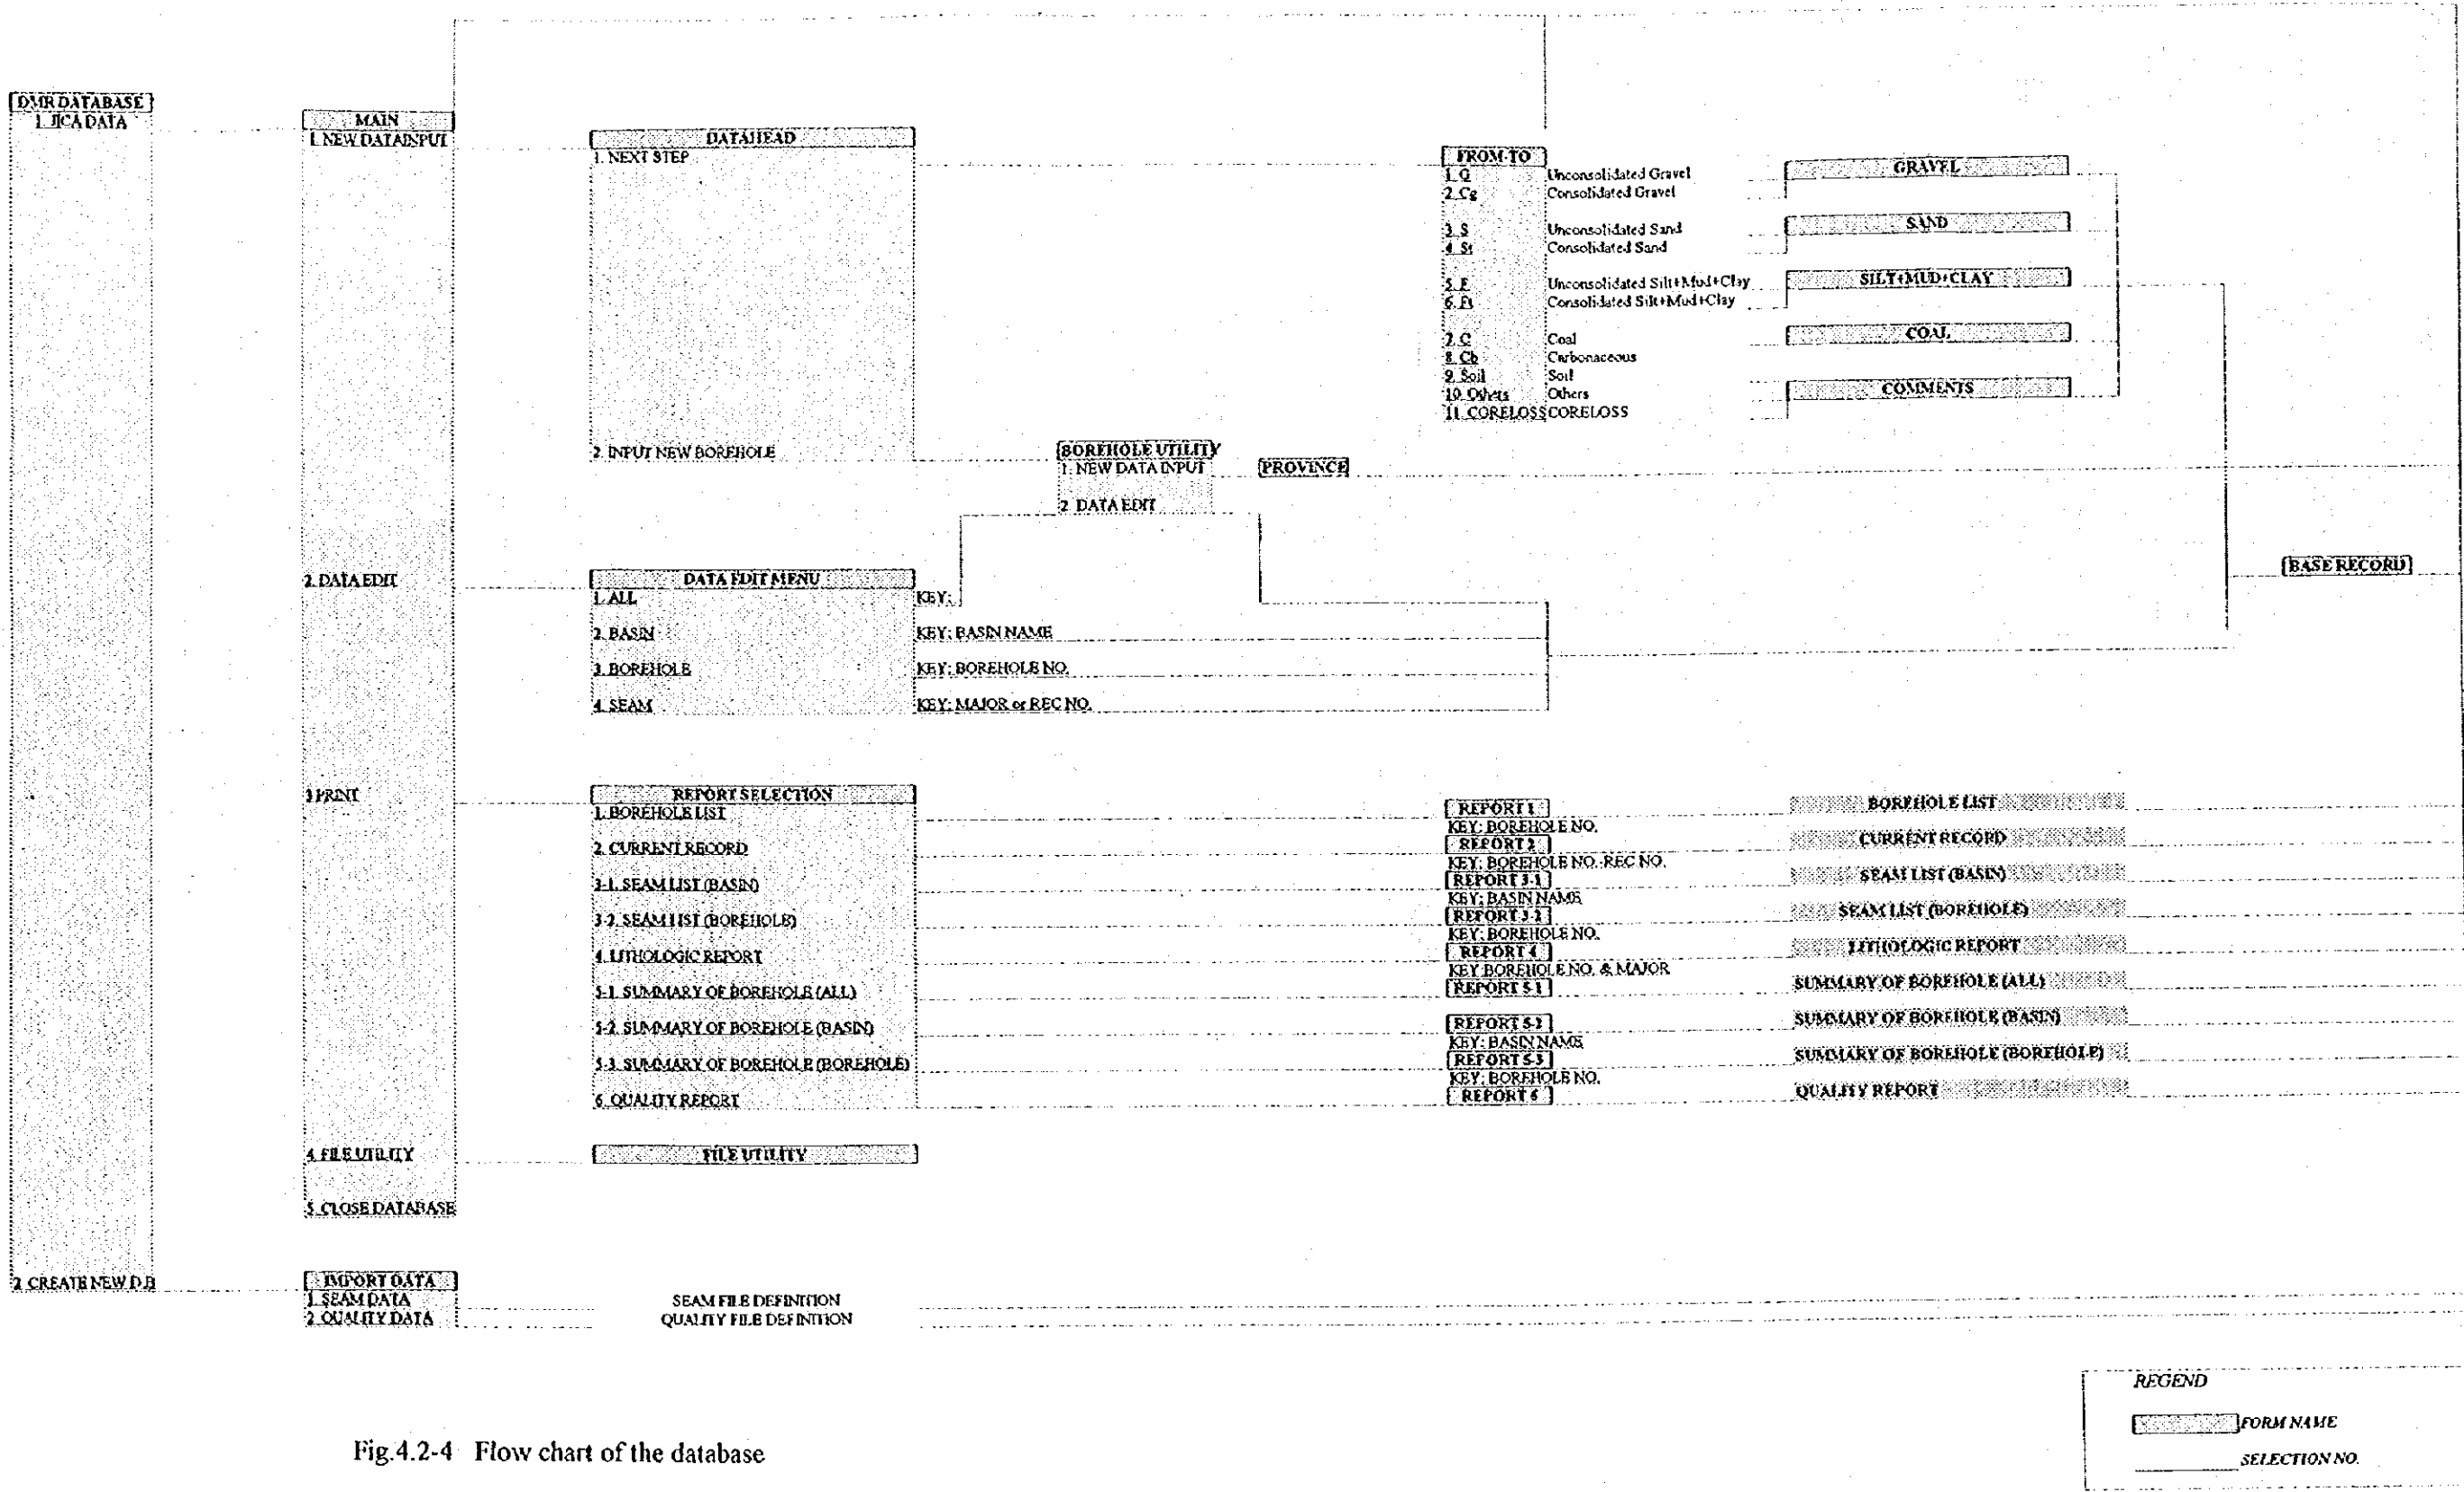 DMR DATABASE
1. JICA DATA
2. CREATE NEW D.B
MAIN
1. NEW DATA INPUT
2. DATA EDIT
3 PRINT
4. FILE UTILITY
5. CLOSE DATABASE
IMPORT DATA
1. SEAM DATA
2. QUALITY DATA
DATAHEAD
1. NEXT STEP
2. INPUT NEW BOREHOLE
BOREHOLE UTILITY
1. NEW DATA INPUT
2. DATA EDIT
PROVINCE
DATA EDIT MENU
1. ALL
KEY:
2. BASIN
KEY: BASIN NAME
3. BOREHOLE
KEY: BOREHOLE NO.
4. SEAM
KEY: MAJOR or REC NO.
FROM-TO
1. G Unconsolidated Gravel
2. Cg Consolidated Gravel
3. S Unconsolidated Sand
4. St Consolidated Sand
5. F Unconsolidated Silt+Mud+Clay
6. Ft Consolidated Silt+Mud+Clay
7. C Coal
8. Cb Carbonaceous
9. Soil Soil
10. Others Others
11. CORELOSS CORELOSS
GRAVEL
SAND
SILT+MUD+CLAY
COAL
COMMENTS
BASE RECORD
REPORT SELECTION
1. BOREHOLE LIST
2. CURRENT RECORD
3-1. SEAM LIST (BASIN)
3-2. SEAM LIST (BOREHOLE)
4. LITHOLOGIC REPORT
5-1. SUMMARY OF BOREHOLE (ALL)
5-2. SUMMARY OF BOREHOLE (BASIN)
5-3. SUMMARY OF BOREHOLE (BOREHOLE)
6. QUALITY REPORT
REPORT 1
KEY: BOREHOLE NO.
REPORT 2
KEY: BOREHOLE NO. REC NO.
REPORT 3-1
KEY: BASIN NAME
REPORT 3-2
KEY: BOREHOLE NO.
REPORT 4
KEY BOREHOLE NO. & MAJOR
REPORT 5-1
REPORT 5-2
KEY: BASIN NAME
REPORT 5-3
KEY: BOREHOLE NO.
REPORT 6
BOREHOLE LIST
CURRENT RECORD
SEAM LIST (BASIN)
SEAM LIST (BOREHOLE)
LITHOLOGIC REPORT
SUMMARY OF BOREHOLE (ALL)
SUMMARY OF BOREHOLE (BASIN)
SUMMARY OF BOREHOLE (BOREHOLE)
QUALITY REPORT
FILE UTILITY
SEAM FILE DEFINITION
QUALITY FILE DEFINITION
REGEND
FORM NAME
SELECTION NO.
Fig.4.2-4 Flow chart of the database